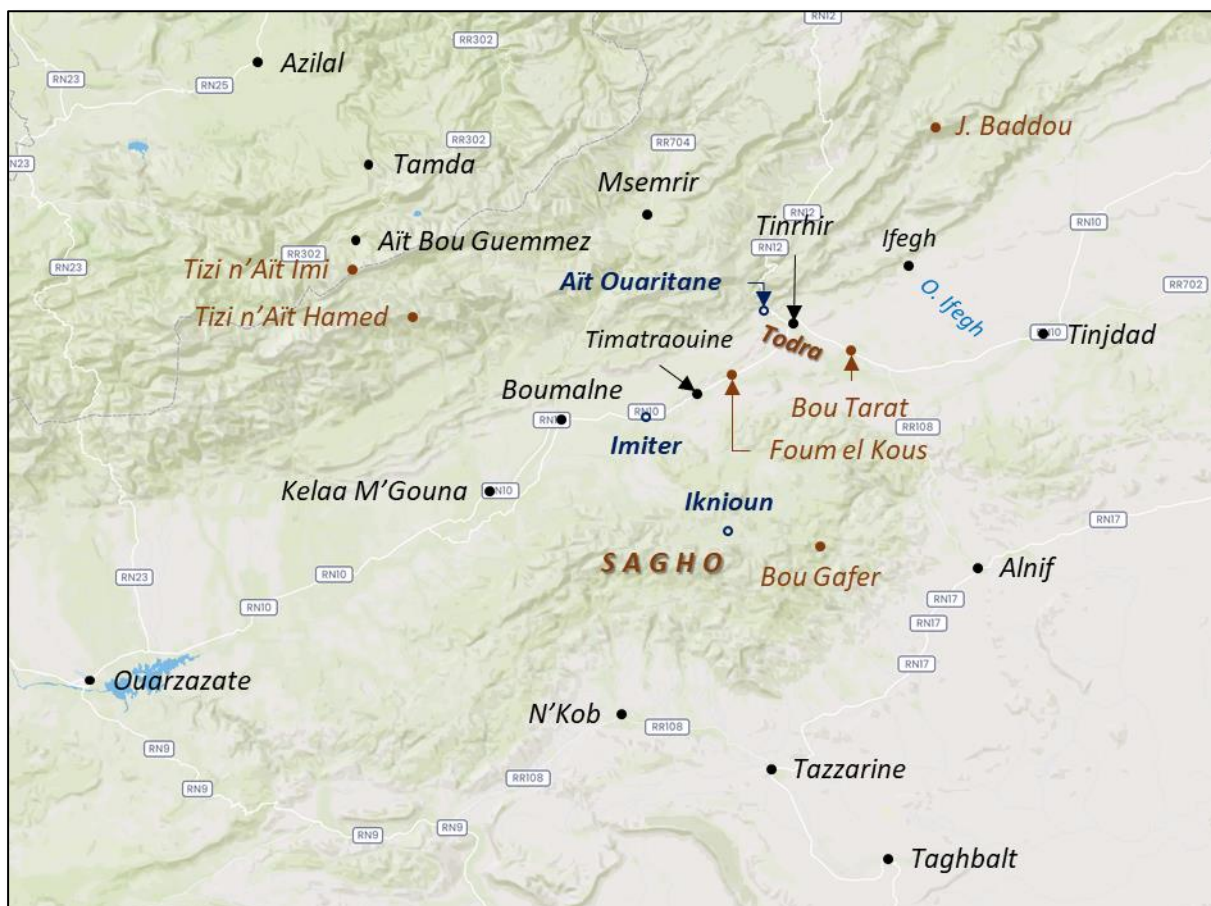 RN12
RR302
Azilal
RN23
RN25
J. Baddou
RR302
RR704
RN23
Tamda
Msemrir
RN12
Tinrhir
RN10
Aït Bou Guemmez
RN12
Ifegh
RR302
Tizi n'Aït Imi
RN23
Aït Ouaritane
RR702
O. Ifegh
Tizi n'Aït Hamed
Timatraouine
Todra
RN10
Tinjdad
Boumalne
Bou Tarat
RN10
RR108
Imiter
Foum el Kous
Kelaa M'Gouna
RN10
Iknioun
RN17
SAGHO
Bou Gafer
Alnif
RN23
RN10
RN17
RN10
RN17
RN17
Ouarzazate
N'Kob
RR108
RN9
Tazzarine
RR108
RN9
RN9
RN9
Taghbalt